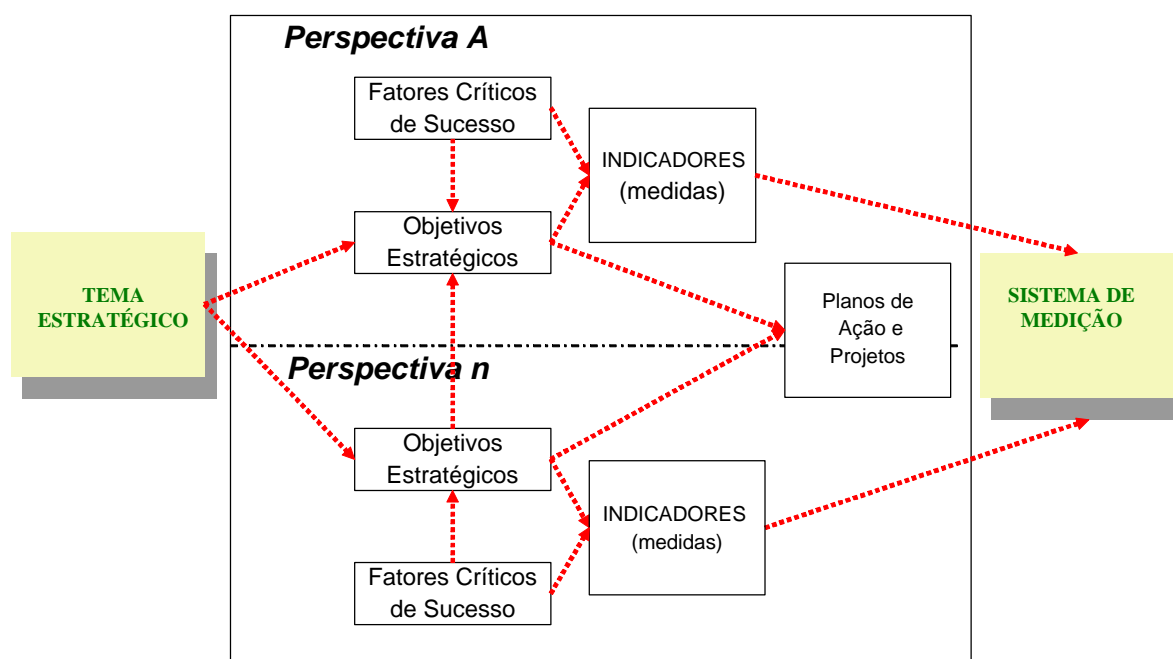 Perspectiva A
Fatores Críticos
de Sucesso
INDICADORES
(medidas)
Objetivos
Estratégicos
TEMA
ESTRATÉGICO
Planos de
Ação e
Projetos
SISTEMA DE
MEDIÇÃO
Perspectiva n
Objetivos
Estratégicos
INDICADORES
(medidas)
Fatores Críticos
de Sucesso